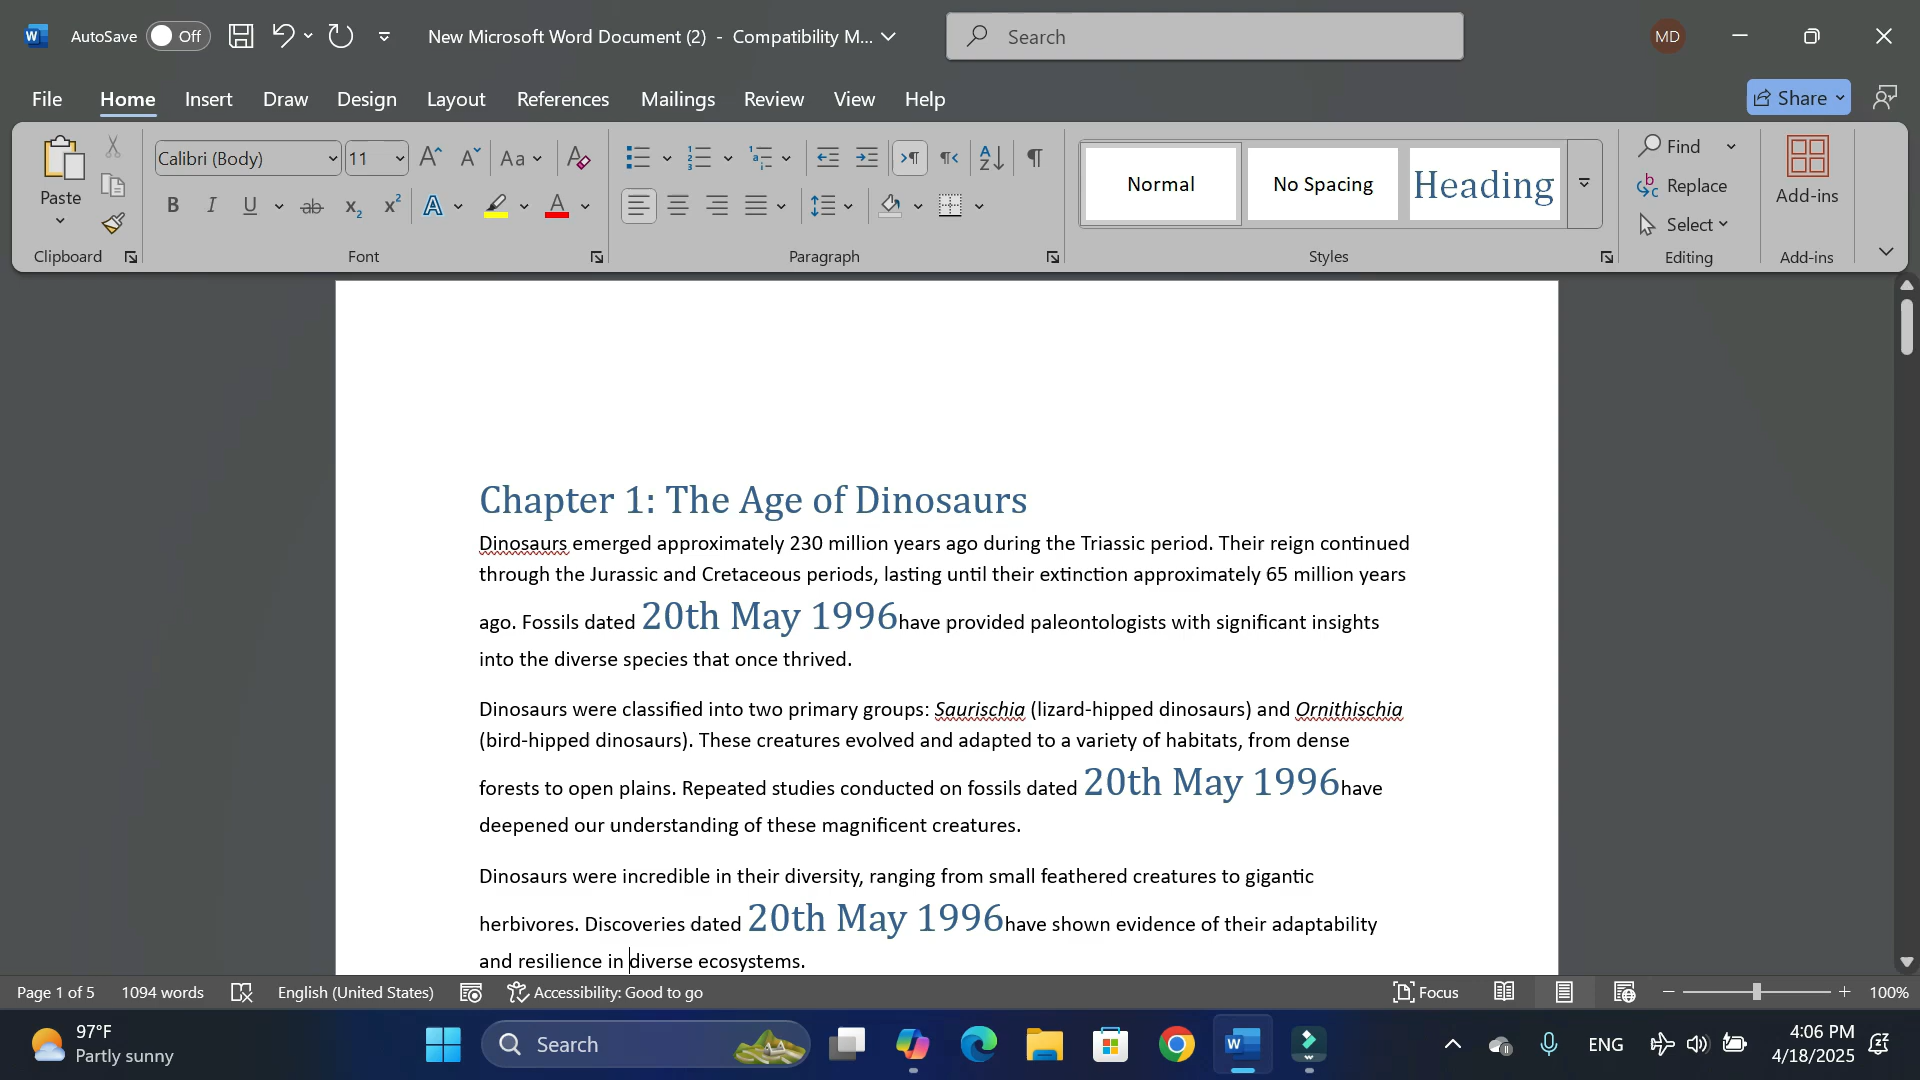 AutoSave Off New Microsoft Word Document (2) - Compatibility M... Search MD
File Home Insert Draw Design Layout References Mailings Review View Help Share
Calibri (Body) 11 Aa
Paste
Normal No Spacing Heading
Find
Replace
Select
Add-ins
Clipboard Font Paragraph Styles Editing Add-ins
Chapter 1: The Age of Dinosaurs
Dinosaurs emerged approximately 230 million years ago during the Triassic period. Their reign continued
through the Jurassic and Cretaceous periods, lasting until their extinction approximately 65 million years
ago. Fossils dated 20th May 1996have provided paleontologists with significant insights
into the diverse species that once thrived.
Dinosaurs were classified into two primary groups: Saurischia (lizard-hipped dinosaurs) and Ornithischia
(bird-hipped dinosaurs). These creatures evolved and adapted to a variety of habitats, from dense
forests to open plains. Repeated studies conducted on fossils dated 20th May 1996have
deepened our understanding of these magnificent creatures.
Dinosaurs were incredible in their diversity, ranging from small feathered creatures to gigantic
herbivores. Discoveries dated 20th May 1996have shown evidence of their adaptability
and resilience in diverse ecosystems.
Page 1 of 5 1094 words English (United States) Accessibility: Good to go Focus 100%
97°F
Partly sunny
Search
ENG
4:06 PM
4/18/2025